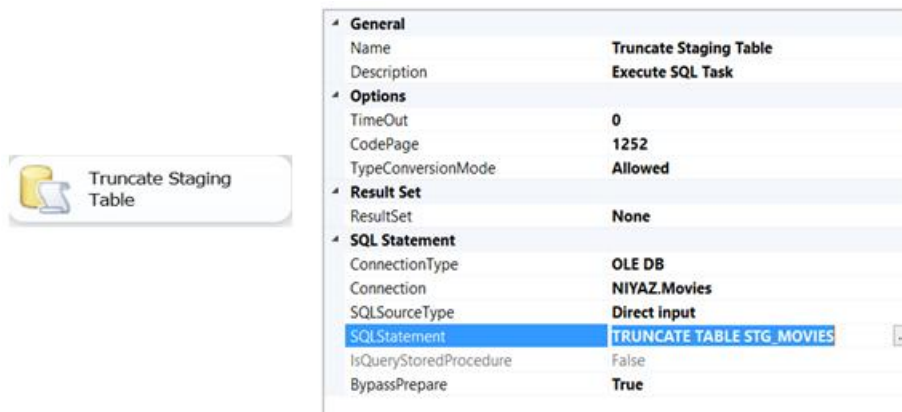 Truncate Staging
Table
General
Name Truncate Staging Table
Description Execute SQL Task
Options
TimeOut 0
CodePage 1252
TypeConversionMode Allowed
Result Set
ResultSet None
SQL Statement
ConnectionType OLE DB
Connection NIYAZ.Movies
SQLSourceType Direct input
SQLStatement TRUNCATE TABLE STG_MOVIES
IsQueryStoredProcedure False
BypassPrepare True